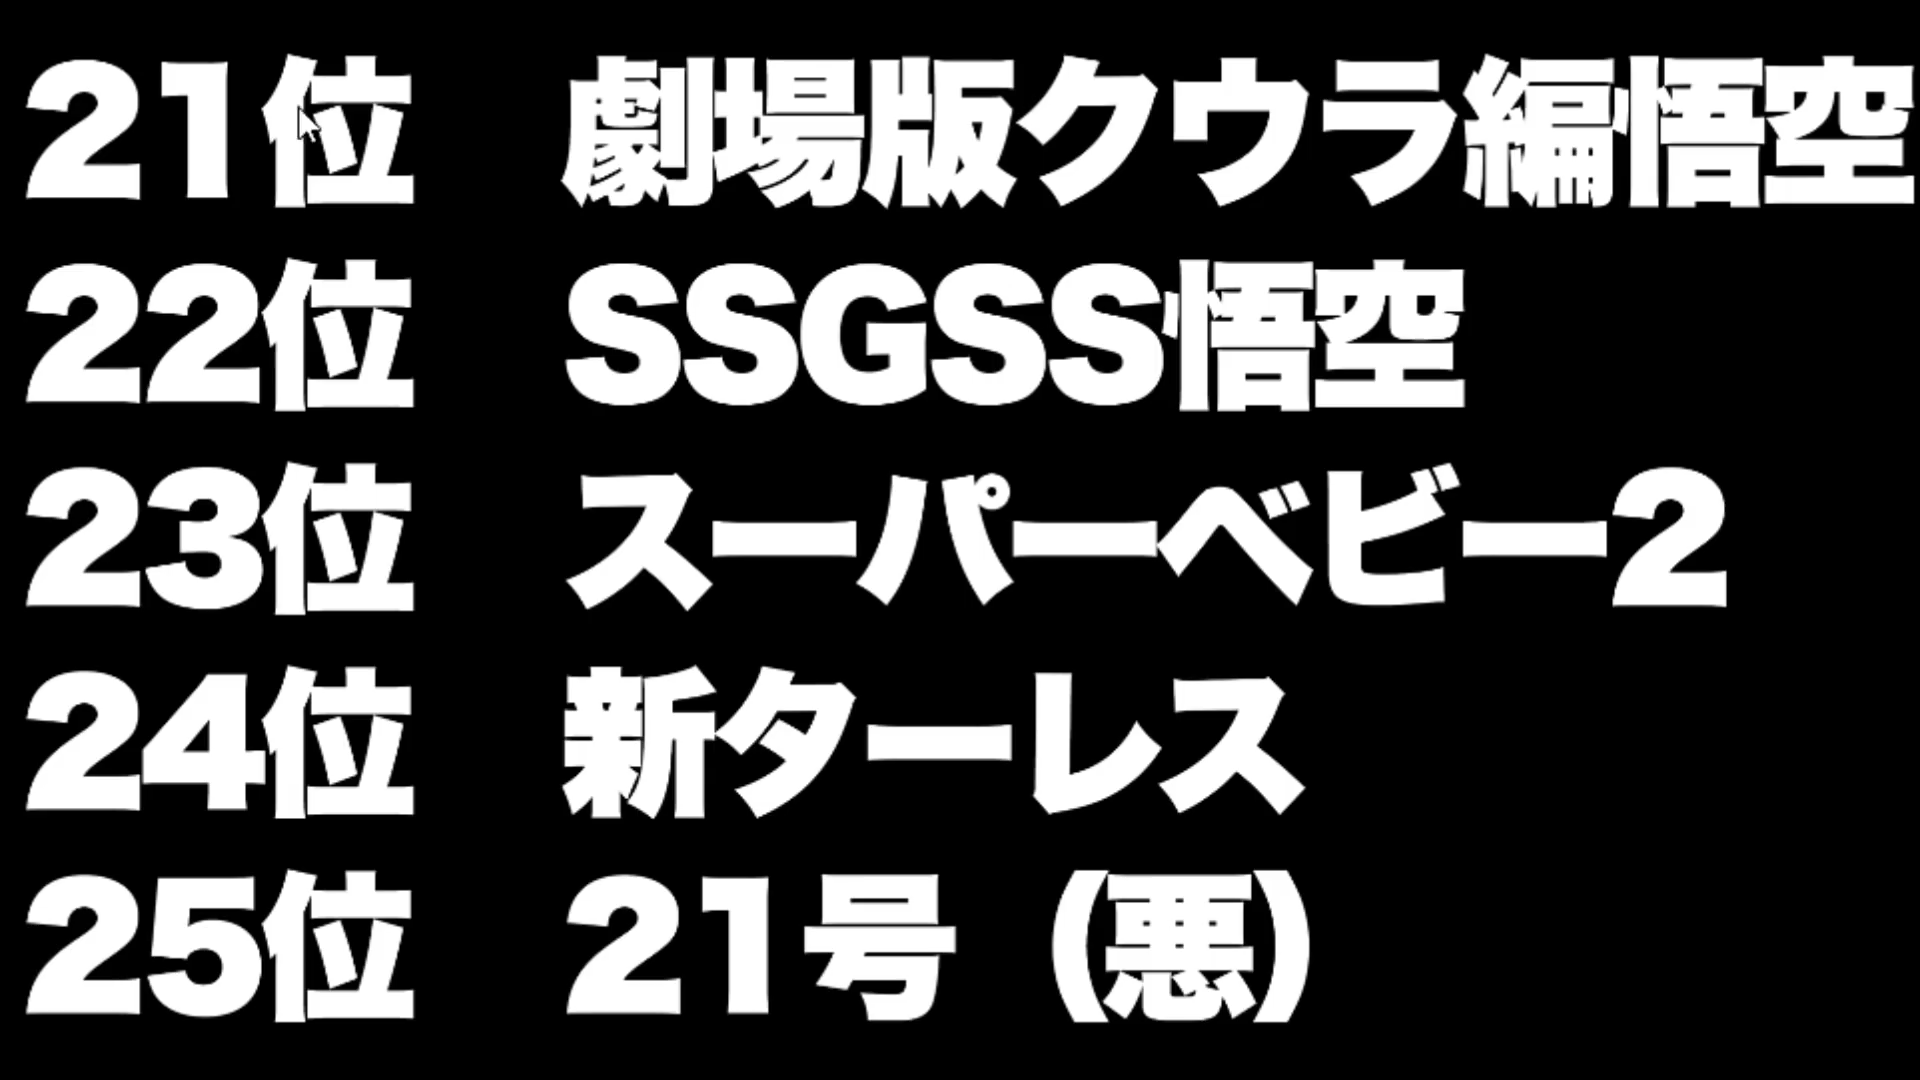 21位 劇場版クウラ編悟空
22位 SSGSS悟空
23位 スーパーベビー2
24位 新ターレス
25位 21号（悪）